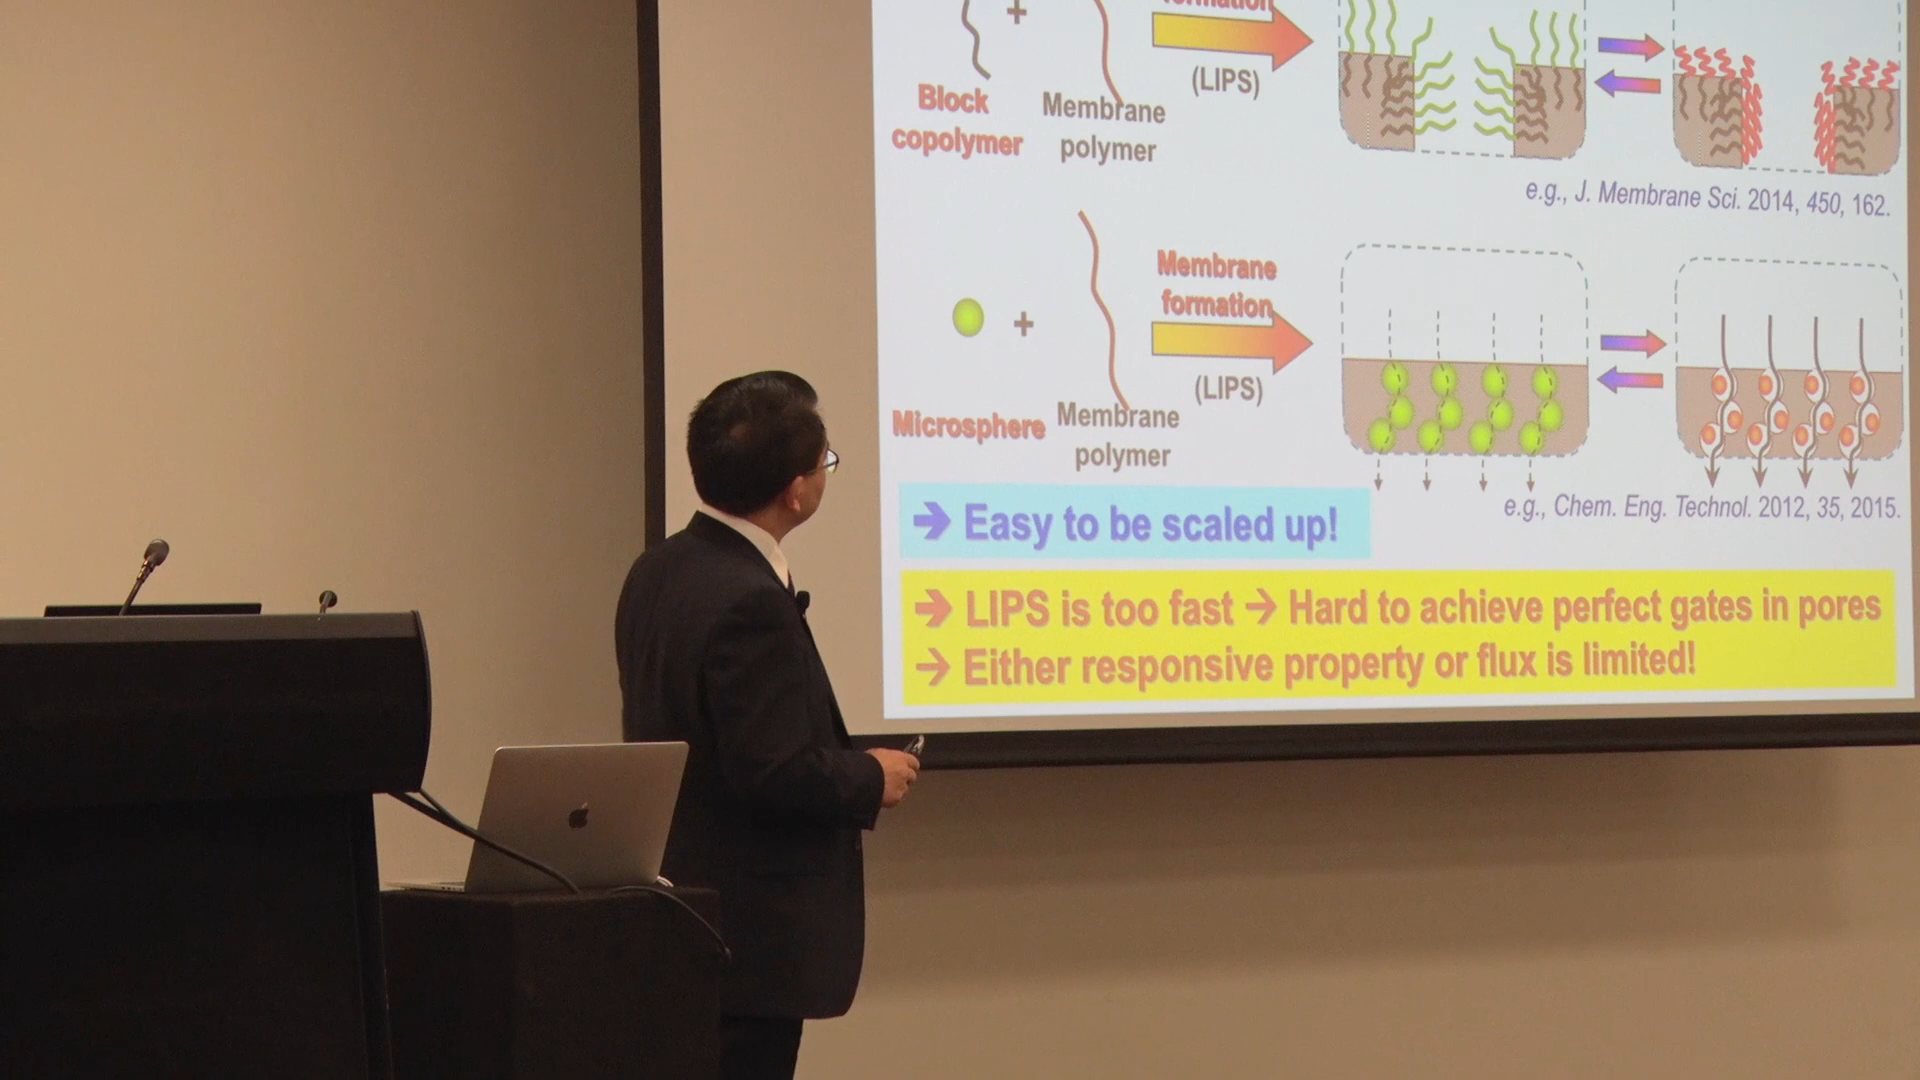 formation
+
(LIPS)
Block
copolymer
Membrane
polymer
e.g., J. Membrane Sci. 2014, 450, 162.
Membrane
formation
+
(LIPS)
Microsphere
Membrane
polymer
e.g., Chem. Eng. Technol. 2012, 35, 2015.
→ Easy to be scaled up!
→ LIPS is too fast → Hard to achieve perfect gates in pores
→ Either responsive property or flux is limited!